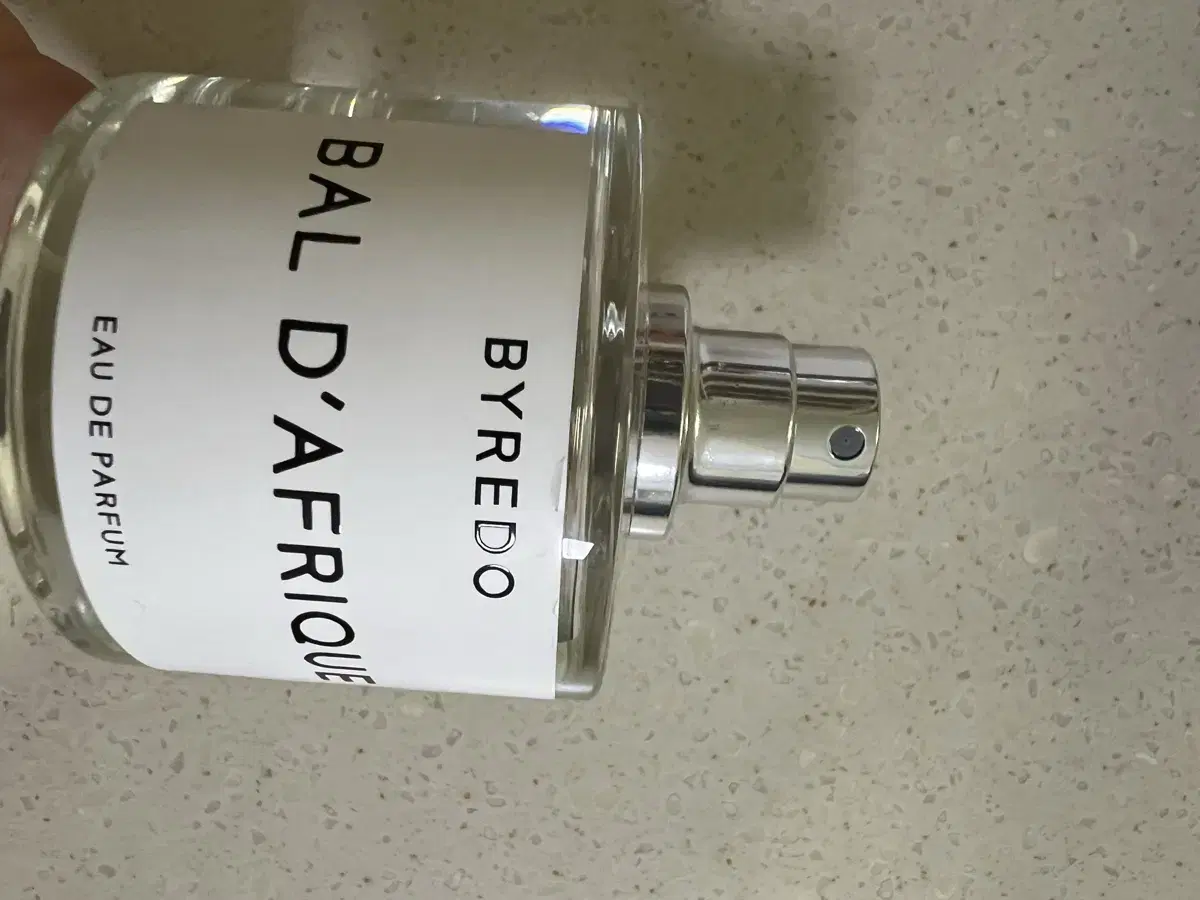 BYREDO
BAL D'AFRIQUE
EAU DE PARFUM